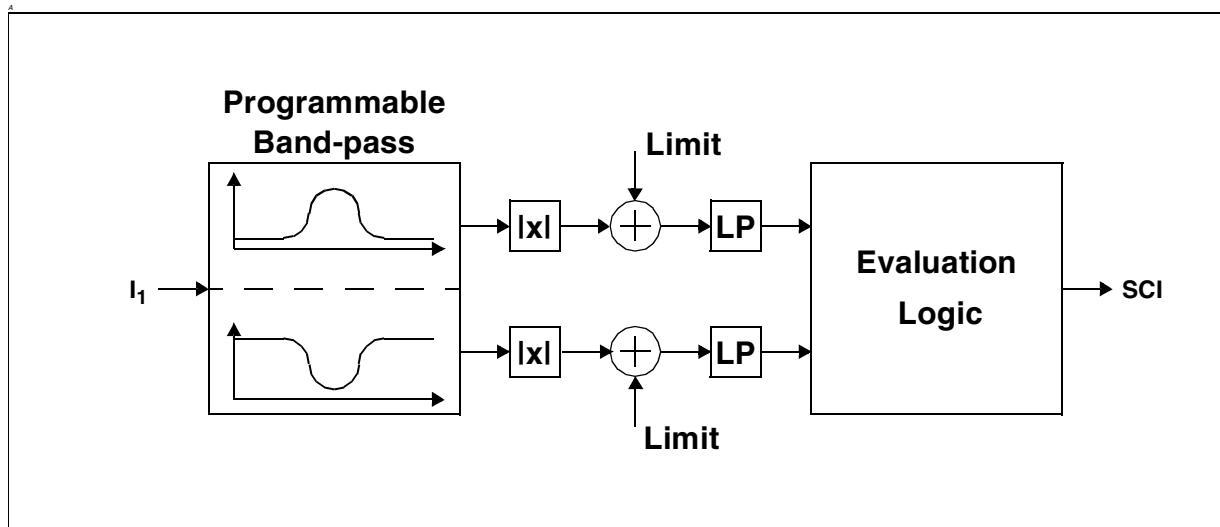 A
Programmable
Band-pass
Limit
|x|
LP
I1
Evaluation
Logic
SCI
|x|
LP
Limit